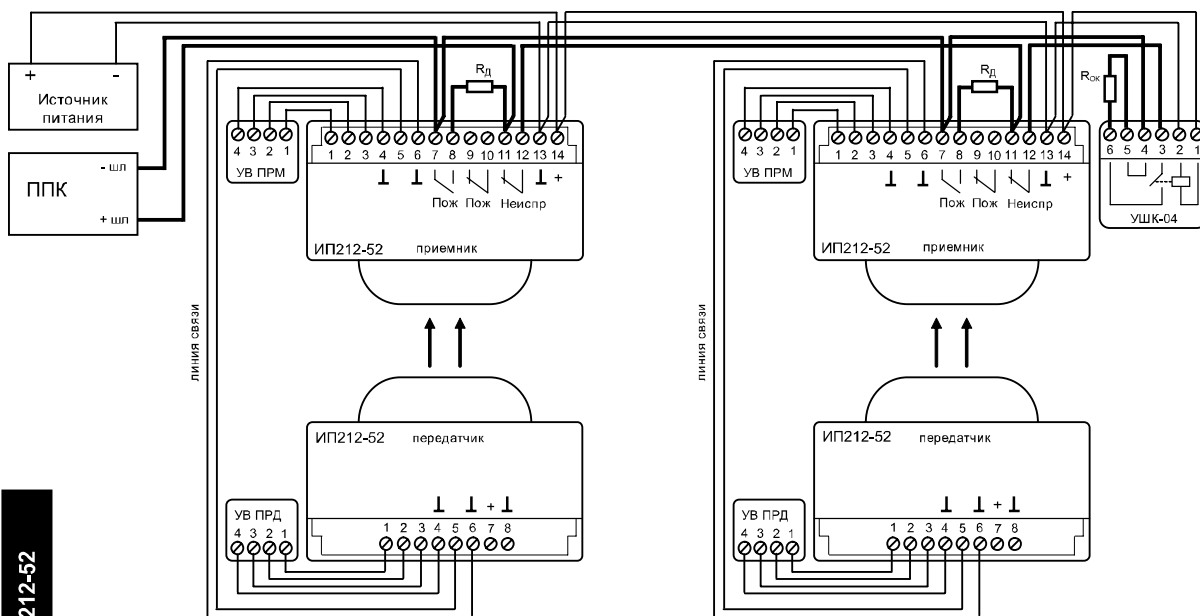 + -
Источник
питания
ППК
- шл
+ шл
4 3 2 1
УВ ПРМ
R Д
1 2 3 4 5 6 7 8 9 10 11 12 13 14
+
Пож Пож Неиспр
ИП212-52 приемник
линия связи
ИП212-52 передатчик
+
1 2 3 4 5 6 7 8
УВ ПРД
4 3 2 1
4 3 2 1
УВ ПРМ
R Д
1 2 3 4 5 6 7 8 9 10 11 12 13 14
+
Пож Пож Неиспр
ИП212-52 приемник
Rок
6 5 4 3 2 1
УШК-04
линия связи
ИП212-52 передатчик
+
1 2 3 4 5 6 7 8
УВ ПРД
4 3 2 1
212-52